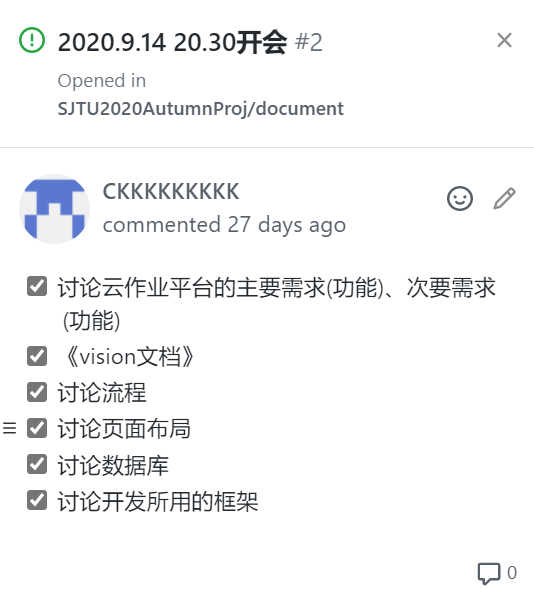 2020.9.14 20.30开会 #2
Opened in
SJTU2020AutumnProj/document
CKKKKKKKKK
commented 27 days ago
讨论云作业平台的主要需求(功能)、次要需求
(功能)
《vision文档》
讨论流程
讨论页面布局
讨论数据库
讨论开发所用的框架
0